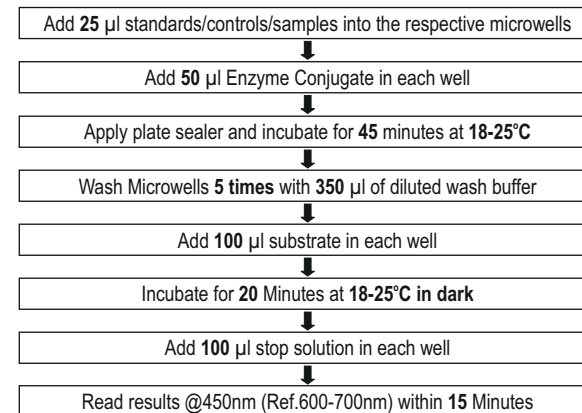 Add 25 µl standards/controls/samples into the respective microwells
Add 50 µl Enzyme Conjugate in each well
Apply plate sealer and incubate for 45 minutes at 18-25°C
Wash Microwells 5 times with 350 µl of diluted wash buffer
Add 100 µl substrate in each well
Incubate for 20 Minutes at 18-25°C in dark
Add 100 µl stop solution in each well
Read results @450nm (Ref.600-700nm) within 15 Minutes